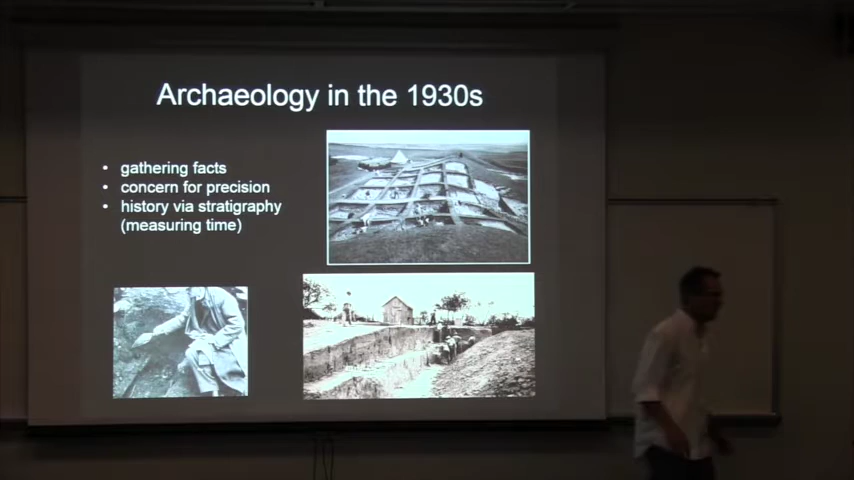 Archaeology in the 1930s
• gathering facts
• concern for precision
• history via stratigraphy
(measuring time)